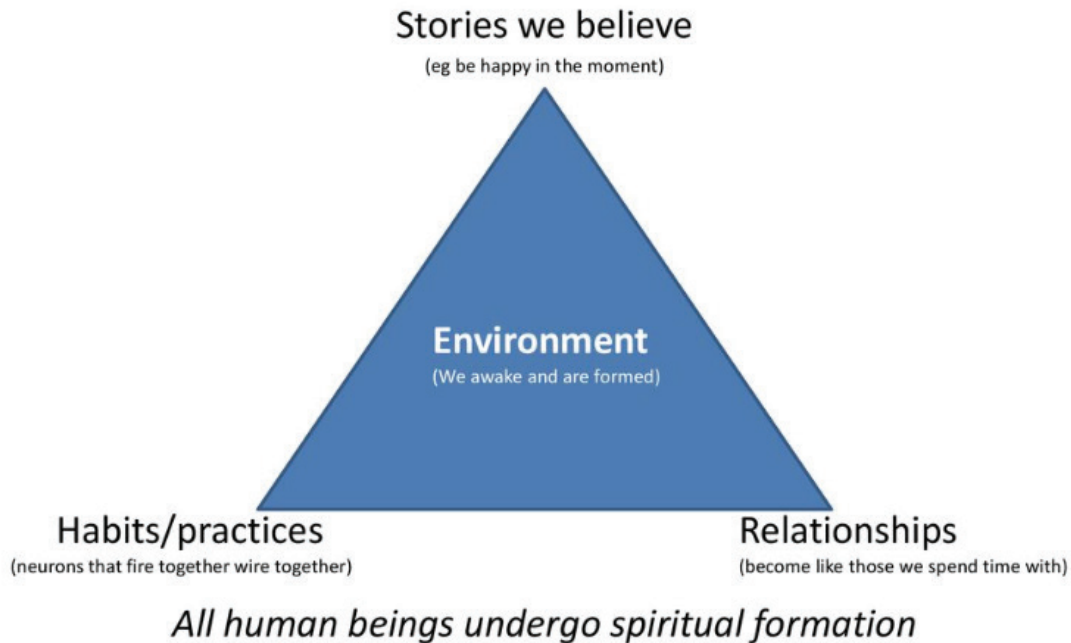 Stories we believe
(eg be happy in the moment)
Environment
(We awake and are formed)
Habits/practices
(neurons that fire together wire together)
Relationships
(become like those we spend time with)
All human beings undergo spiritual formation